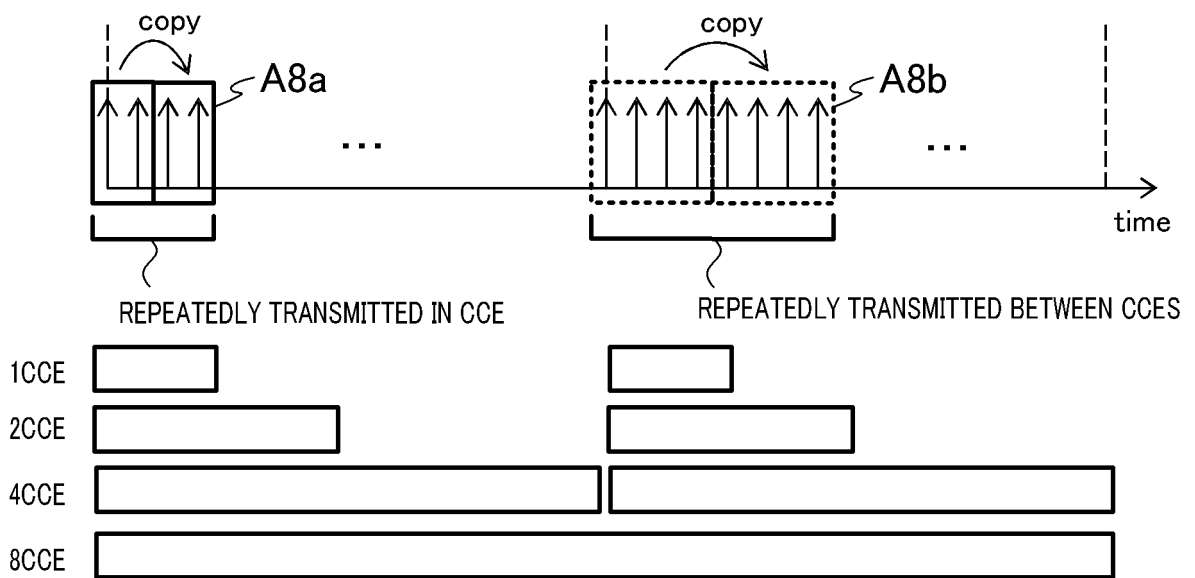 copy
copy
A8a
A8b
...
...
time
REPEATEDLY TRANSMITTED IN CCE
REPEATEDLY TRANSMITTED BETWEEN CCES
1CCE
2CCE
4CCE
8CCE